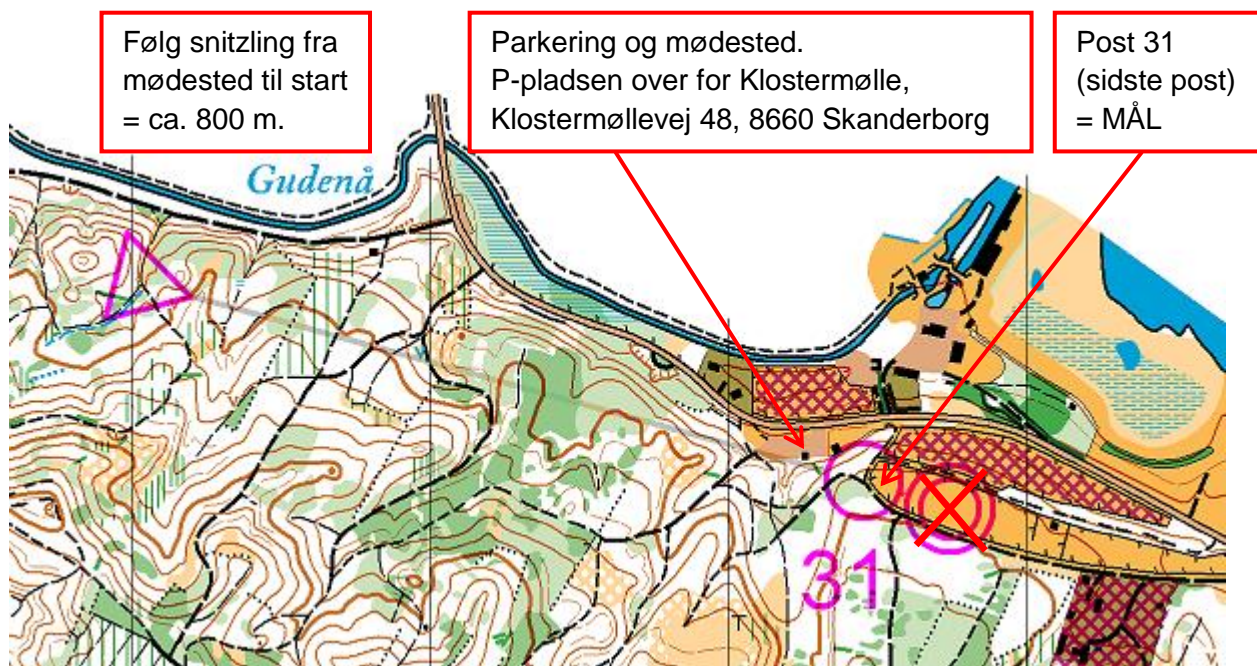 Følg snitzling fra
mødested til start
= ca. 800 m.
Parkering og mødested.
P-pladsen over for Klostermølle,
Klostermøllevej 48, 8660 Skanderborg
Post 31
(sidste post)
= MÅL
Gudenå
31